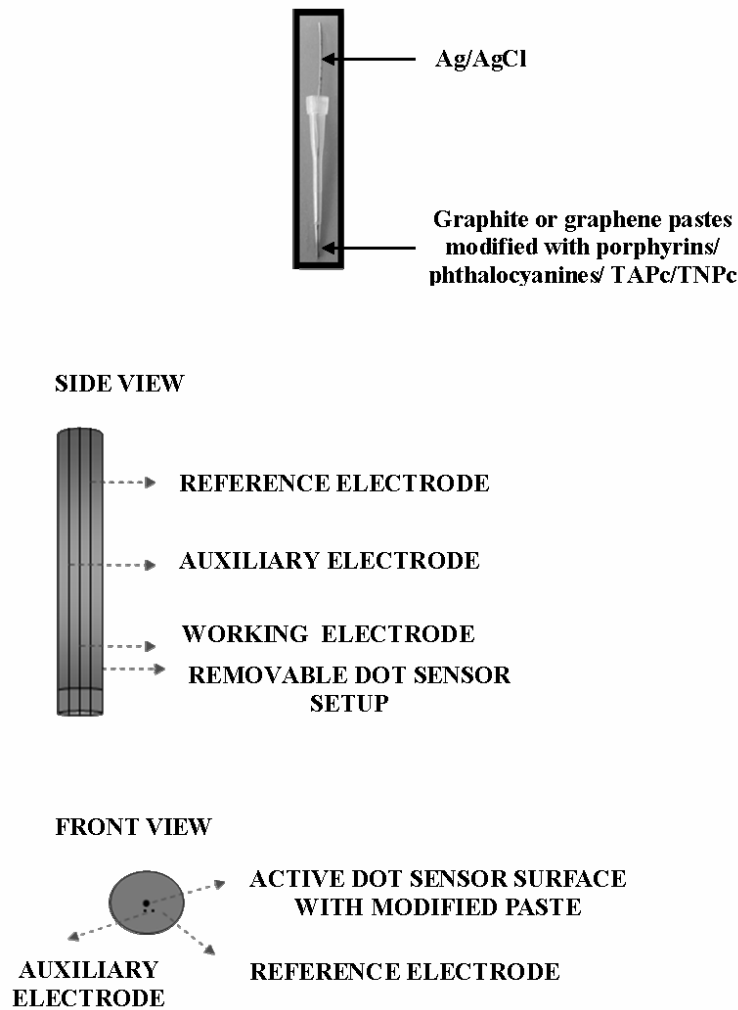 Ag/AgCl
Graphite or graphene pastes
modified with porphyrins/
phthalocyanines/ TAPc/TNPc
SIDE VIEW
REFERENCE ELECTRODE
AUXILIARY ELECTRODE
WORKING ELECTRODE
REMOVABLE DOT SENSOR
SETUP
FRONT VIEW
ACTIVE DOT SENSOR SURFACE
WITH MODIFIED PASTE
AUXILIARY
ELECTRODE
REFERENCE ELECTRODE